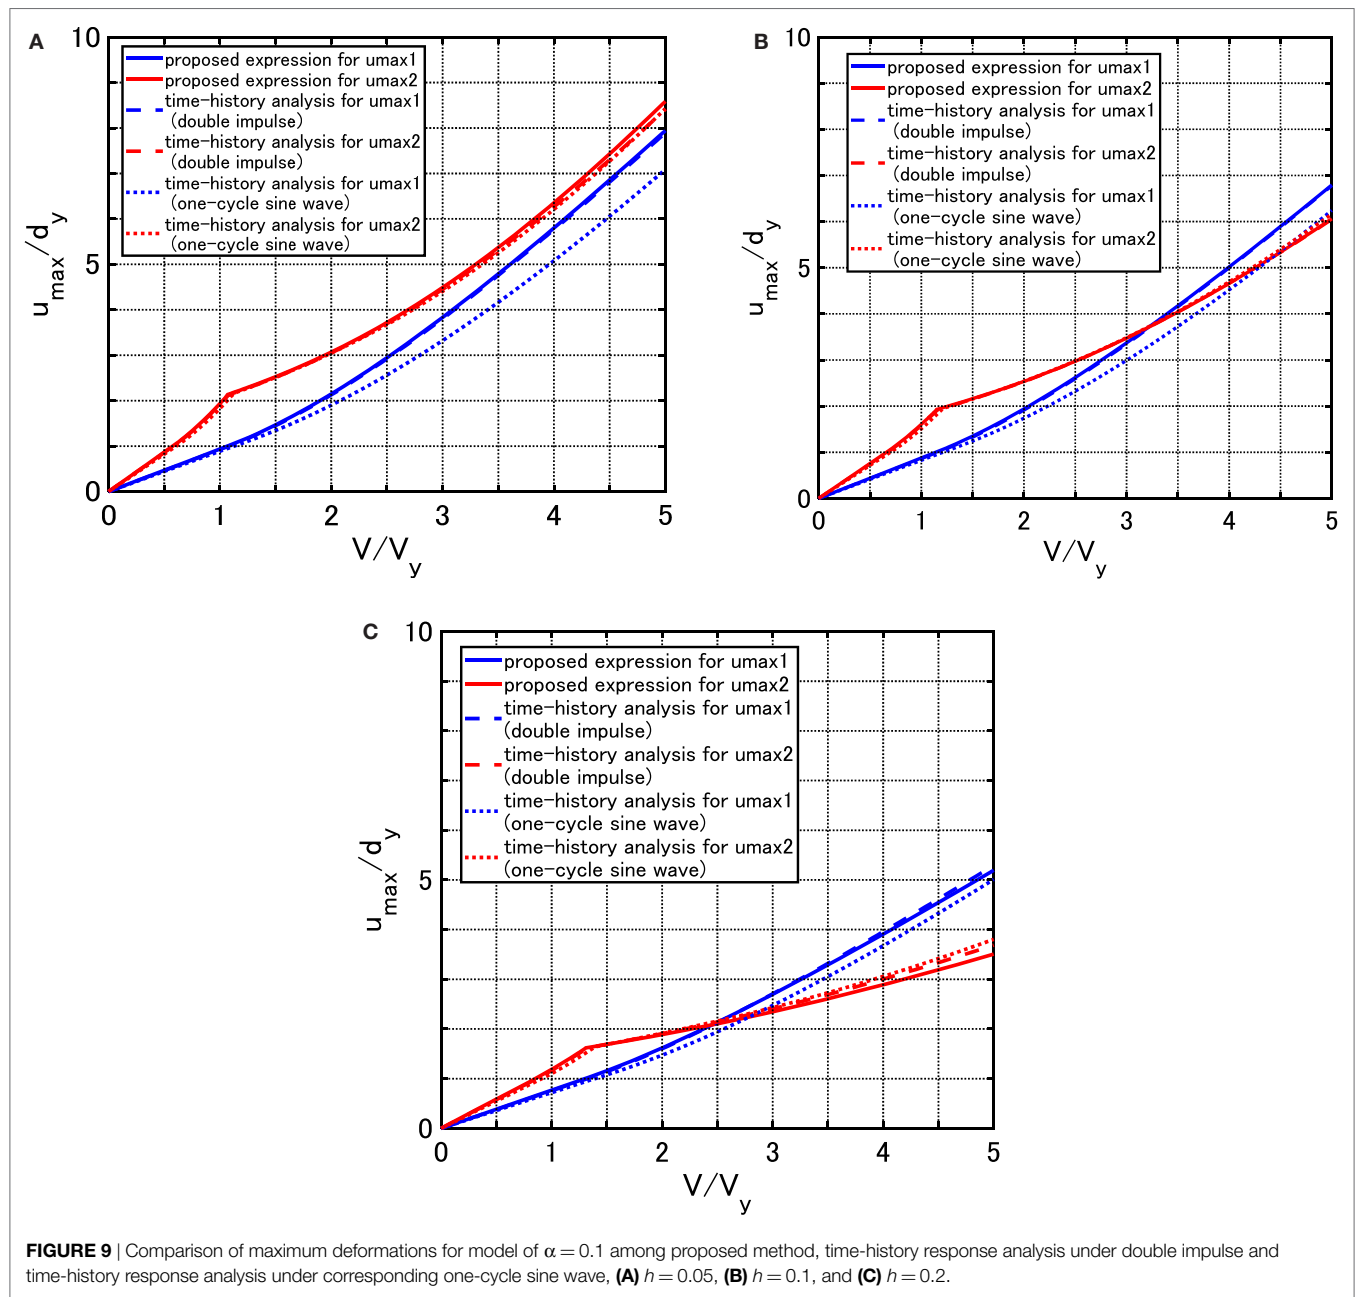 A
10
5
0
u_max/d_y
proposed expression for umax1
proposed expression for umax2
time-history analysis for umax1
(double impulse)
time-history analysis for umax2
(double impulse)
time-history analysis for umax1
(one-cycle sine wave)
time-history analysis for umax2
(one-cycle sine wave)
0 1 2 3 4 5
V/V_y
B
10
5
0
u_max/d_y
proposed expression for umax1
proposed expression for umax2
time-history analysis for umax1
(double impulse)
time-history analysis for umax2
(double impulse)
time-history analysis for umax1
(one-cycle sine wave)
time-history analysis for umax2
(one-cycle sine wave)
0 1 2 3 4 5
V/V_y
C
10
5
0
u_max/d_y
proposed expression for umax1
proposed expression for umax2
time-history analysis for umax1
(double impulse)
time-history analysis for umax2
(double impulse)
time-history analysis for umax1
(one-cycle sine wave)
time-history analysis for umax2
(one-cycle sine wave)
0 1 2 3 4 5
V/V_y
FIGURE 9 | Comparison of maximum deformations for model of α = 0.1 among proposed method, time-history response analysis under double impulse and
time-history response analysis under corresponding one-cycle sine wave, (A) h = 0.05, (B) h = 0.1, and (C) h = 0.2.